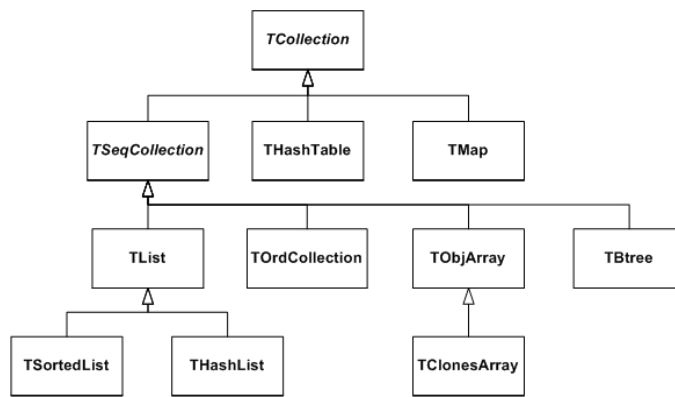 TCollection
TSeqCollection
THashTable
TMap
TList
TOrdCollection
TObjArray
TBtree
TSortedList
THashList
TClonesArray